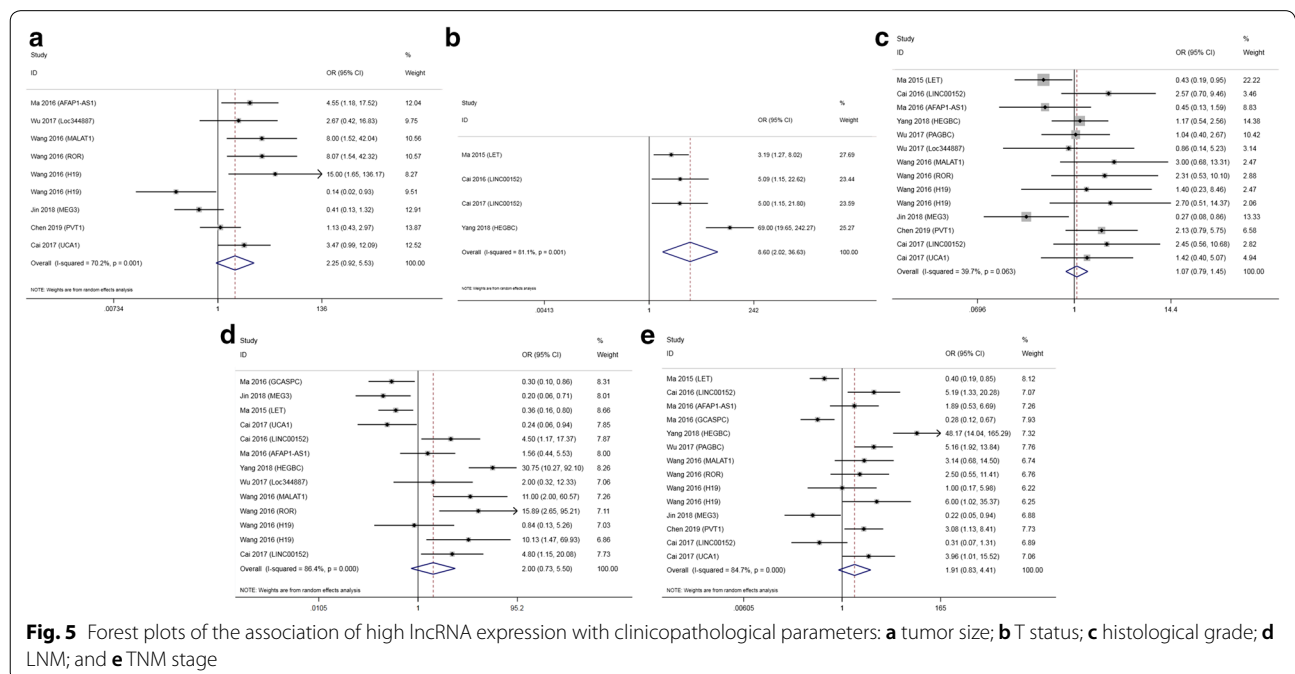 a
Study %
ID OR (95% CI) Weight
Ma 2016 (AFAP1-AS1) 4.55 (1.18, 17.52) 12.04
Wu 2017 (Loc344887) 2.67 (0.42, 16.83) 9.75
Wang 2016 (MALAT1) 8.00 (1.52, 42.04) 10.56
Wang 2016 (ROR) 8.07 (1.54, 42.32) 10.57
Wang 2016 (H19) 15.00 (1.65, 136.17) 8.27
Wang 2016 (H19) 0.14 (0.02, 0.93) 9.51
Jin 2018 (MEG3) 0.41 (0.13, 1.32) 12.91
Chen 2019 (PVT1) 1.13 (0.43, 2.97) 13.87
Cai 2017 (UCA1) 3.47 (0.99, 12.09) 12.52
Overall (I-squared = 70.2%, p = 0.001) 2.25 (0.92, 5.53) 100.00
NOTE: Weights are from random effects analysis
.00734 1 136
b
Study %
ID OR (95% CI) Weight
Ma 2015 (LET) 3.19 (1.27, 8.02) 27.69
Cai 2016 (LINC00152) 5.09 (1.15, 22.62) 23.44
Cai 2017 (LINC00152) 5.00 (1.15, 21.80) 23.59
Yang 2018 (HEGBC) 69.00 (19.65, 242.27) 25.27
Overall (I-squared = 81.1%, p = 0.001) 8.60 (2.02, 36.63) 100.00
NOTE: Weights are from random effects analysis
.00413 1 242
c
Study %
ID OR (95% CI) Weight
Ma 2015 (LET) 0.43 (0.19, 0.95) 22.22
Cai 2016 (LINC00152) 2.57 (0.70, 9.46) 3.46
Ma 2016 (AFAP1-AS1) 0.45 (0.13, 1.59) 8.83
Yang 2018 (HEGBC) 1.17 (0.54, 2.56) 14.38
Wu 2017 (PAGBC) 1.04 (0.40, 2.67) 10.42
Wu 2017 (Loc344887) 0.86 (0.14, 5.23) 3.14
Wang 2016 (MALAT1) 3.00 (0.68, 13.31) 2.47
Wang 2016 (ROR) 2.31 (0.53, 10.10) 2.88
Wang 2016 (H19) 1.40 (0.23, 8.46) 2.47
Wang 2016 (H19) 2.70 (0.51, 14.37) 2.06
Jin 2018 (MEG3) 0.27 (0.08, 0.86) 13.33
Chen 2019 (PVT1) 2.13 (0.79, 5.75) 6.58
Cai 2017 (LINC00152) 2.45 (0.56, 10.68) 2.82
Cai 2017 (UCA1) 1.42 (0.40, 5.07) 4.94
Overall (I-squared = 39.7%, p = 0.063) 1.07 (0.79, 1.45) 100.00
.0696 1 14.4
d
Study %
ID OR (95% CI) Weight
Ma 2016 (GCASPC) 0.30 (0.10, 0.86) 8.31
Jin 2018 (MEG3) 0.20 (0.06, 0.71) 8.01
Ma 2015 (LET) 0.36 (0.16, 0.80) 8.66
Cai 2017 (UCA1) 0.24 (0.06, 0.94) 7.85
Cai 2016 (LINC00152) 4.50 (1.17, 17.37) 7.87
Ma 2016 (AFAP1-AS1) 1.56 (0.44, 5.53) 8.00
Yang 2018 (HEGBC) 30.75 (10.27, 92.10) 8.26
Wu 2017 (Loc344887) 2.00 (0.32, 12.33) 7.06
Wang 2016 (MALAT1) 11.00 (2.00, 60.57) 7.26
Wang 2016 (ROR) 15.89 (2.65, 95.21) 7.11
Wang 2016 (H19) 0.84 (0.13, 5.26) 7.03
Wang 2016 (H19) 10.13 (1.47, 69.93) 6.86
Cai 2017 (LINC00152) 4.80 (1.15, 20.08) 7.73
Overall (I-squared = 86.4%, p = 0.000) 2.00 (0.73, 5.50) 100.00
NOTE: Weights are from random effects analysis
.0105 1 95.2
e
Study %
ID OR (95% CI) Weight
Ma 2015 (LET) 0.40 (0.19, 0.85) 8.12
Cai 2016 (LINC00152) 5.19 (1.33, 20.28) 7.07
Ma 2016 (AFAP1-AS1) 1.89 (0.53, 6.69) 7.26
Ma 2016 (GCASPC) 0.28 (0.12, 0.67) 7.93
Yang 2018 (HEGBC) 48.17 (14.04, 165.29) 7.32
Wu 2017 (PAGBC) 5.16 (1.92, 13.84) 7.76
Wang 2016 (MALAT1) 3.14 (0.68, 14.50) 6.74
Wang 2016 (ROR) 2.50 (0.55, 11.41) 6.76
Wang 2016 (H19) 1.00 (0.17, 5.98) 6.22
Wang 2016 (H19) 6.00 (1.02, 35.37) 6.25
Jin 2018 (MEG3) 0.22 (0.05, 0.94) 6.88
Chen 2019 (PVT1) 3.08 (1.13, 8.41) 7.73
Cai 2017 (LINC00152) 0.31 (0.07, 1.31) 6.89
Cai 2017 (UCA1) 3.96 (1.01, 15.52) 7.06
Overall (I-squared = 84.7%, p = 0.000) 1.91 (0.83, 4.41) 100.00
NOTE: Weights are from random effects analysis
.00605 1 165
Fig. 5 Forest plots of the association of high lncRNA expression with clinicopathological parameters: a tumor size; b T status; c histological grade; d
LNM; and e TNM stage